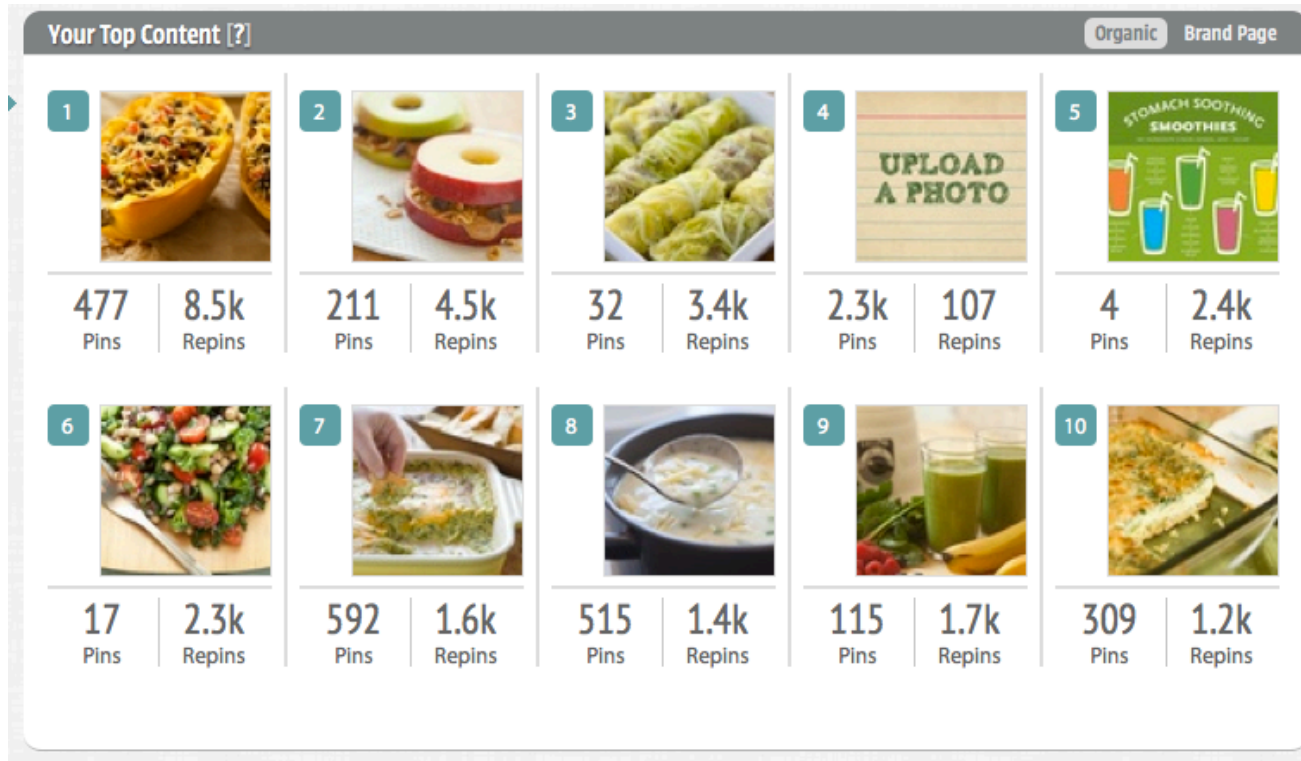 Your Top Content [?]
Organic
Brand Page
1
2
3
4
5
UPLOAD
A PHOTO
STOMACH SOOTHING
SMOOTHIES
477 8.5k 211 4.5k 32 3.4k 2.3k 107 4 2.4k
Pins Repins Pins Repins Pins Repins Pins Repins Pins Repins
6
7
8
9
10
17 2.3k 592 1.6k 515 1.4k 115 1.7k 309 1.2k
Pins Repins Pins Repins Pins Repins Pins Repins Pins Repins